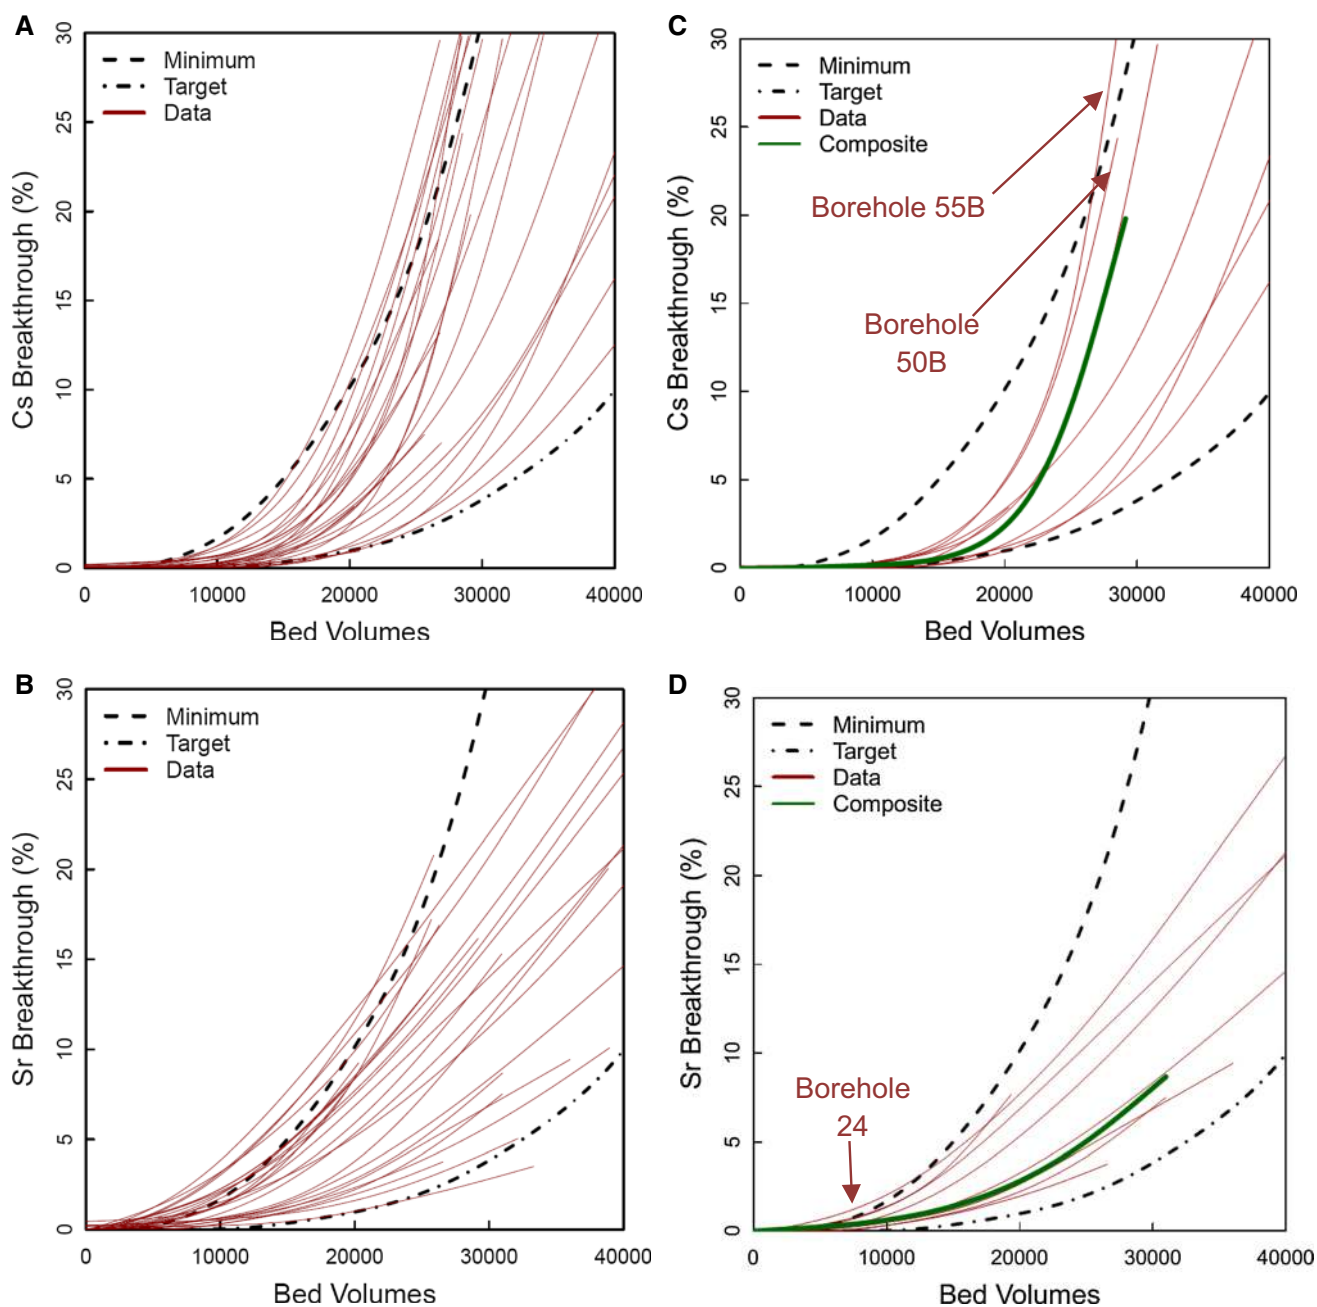 A
30
25
20
15
10
5
0
Cs Breakthrough (%)
Minimum
Target
Data
0 10000 20000 30000 40000
Bed Volumes
C
30
25
20
15
10
5
0
Cs Breakthrough (%)
Minimum
Target
Data
Composite
Borehole 55B
Borehole
50B
0 10000 20000 30000 40000
Bed Volumes
B
30
25
20
15
10
5
0
Sr Breakthrough (%)
Minimum
Target
Data
0 10000 20000 30000 40000
Bed Volumes
D
30
25
20
15
10
5
0
Sr Breakthrough (%)
Minimum
Target
Data
Composite
Borehole
24
0 10000 20000 30000 40000
Bed Volumes